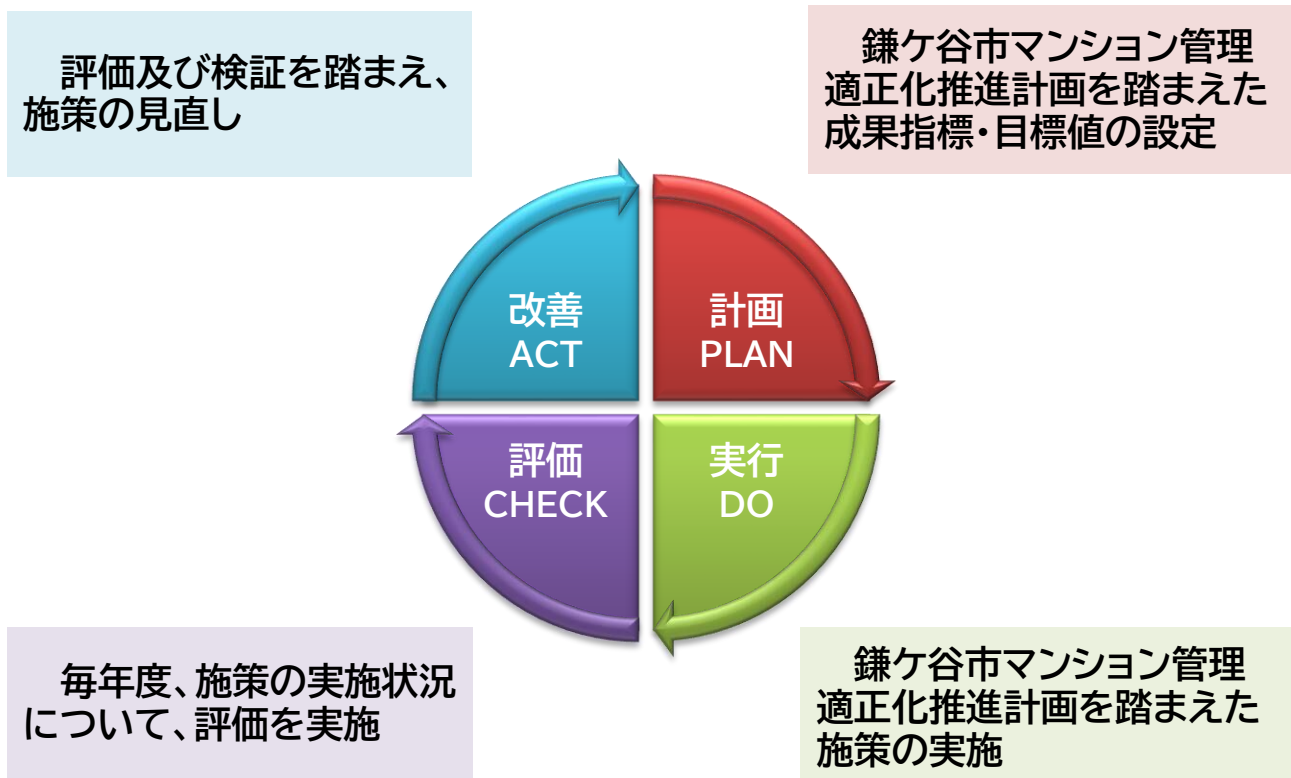 評価及び検証を踏まえ、
施策の見直し
鎌ケ谷市マンション管理
適正化推進計画を踏まえた
成果指標・目標値の設定
改善
ACT
計画
PLAN
評価
CHECK
実行
DO
毎年度、施策の実施状況
について、評価を実施
鎌ケ谷市マンション管理
適正化推進計画を踏まえた
施策の実施